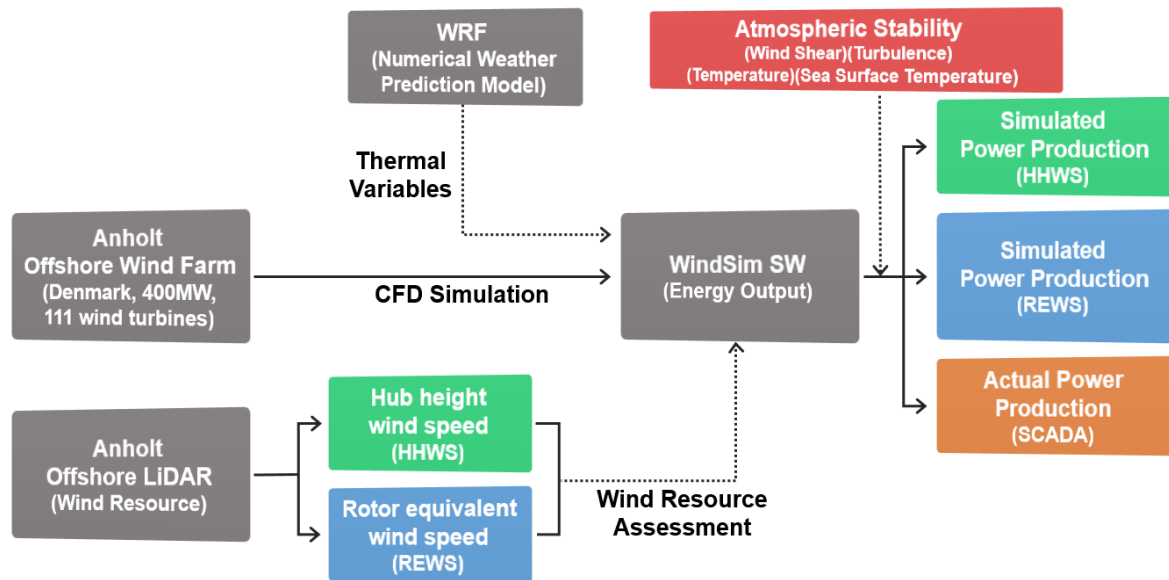 WRF
(Numerical Weather
Prediction Model)
Atmospheric Stability
(Wind Shear)(Turbulence)
(Temperature)(Sea Surface Temperature)
Thermal
Variables
Anholt
Offshore Wind Farm
(Denmark, 400MW,
111 wind turbines)
CFD Simulation
WindSim SW
(Energy Output)
Simulated
Power Production
(HHWS)
Simulated
Power Production
(REWS)
Actual Power
Production
(SCADA)
Anholt
Offshore LiDAR
(Wind Resource)
Hub height
wind speed
(HHWS)
Rotor equivalent
wind speed
(REWS)
Wind Resource
Assessment